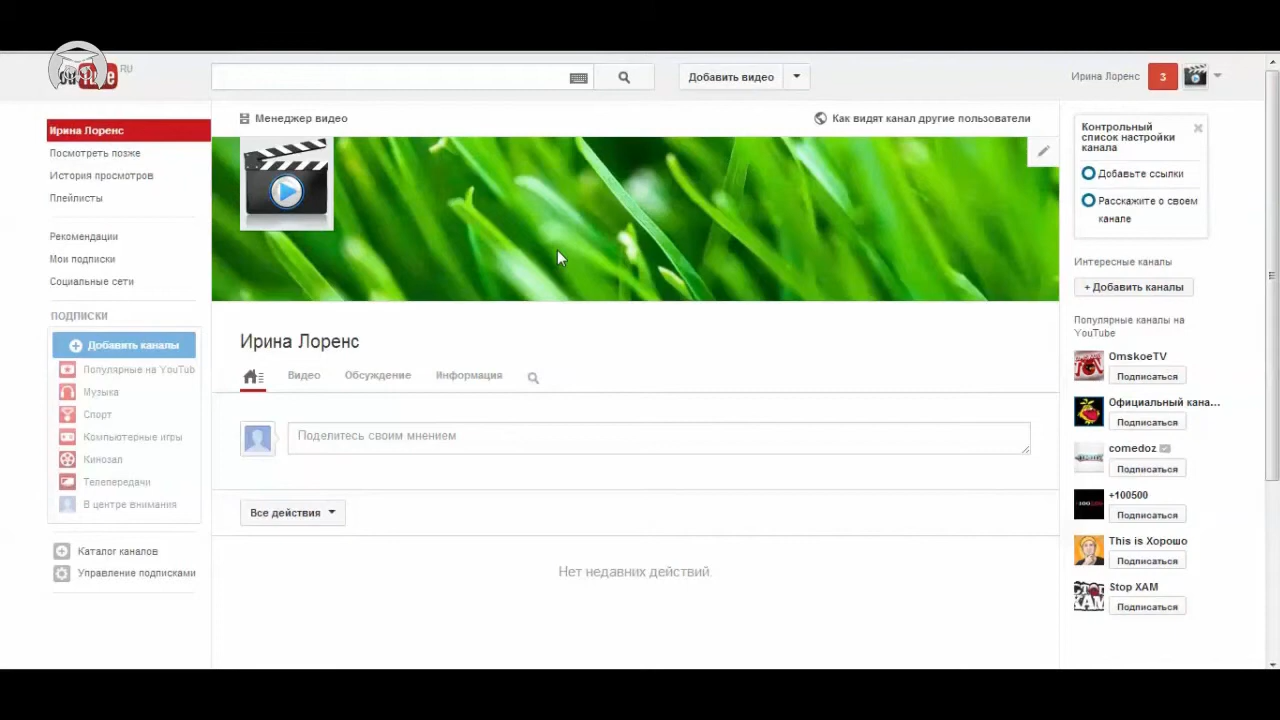 RU
Добавить видео
Ирина Лоренс
3
Ирина Лоренс
Посмотреть позже
История просмотров
Плейлисты
Рекомендации
Мои подписки
Социальные сети
ПОДПИСКИ
Добавить каналы
Популярные на YouTub
Музыка
Спорт
Компьютерные игры
Кинозал
Телепередачи
В центре внимания
Каталог каналов
Управление подписками
Менеджер видео
Как видят канал другие пользователи
Ирина Лоренс
Видео
Обсуждение
Информация
Поделитесь своим мнением
Все действия
Нет недавних действий.
Контрольный
список настройки
канала
Добавьте ссылки
Расскажите о своем
канале
Интересные каналы
+ Добавить каналы
Популярные каналы на
YouTube
OmskoeTV
Подписаться
Официальный кана...
Подписаться
comedoz
Подписаться
+100500
Подписаться
This is Хорошо
Подписаться
Stop ХАМ
Подписаться